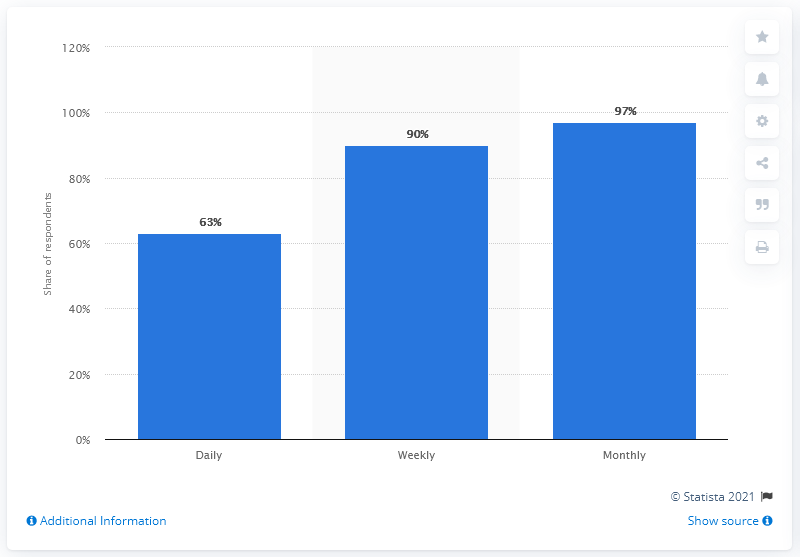 120%
100%
80%
60%
40%
20%
0%
Share of respondents
63%
90%
97%
Daily
Weekly
Monthly
© Statista 2021
Additional Information
Show source